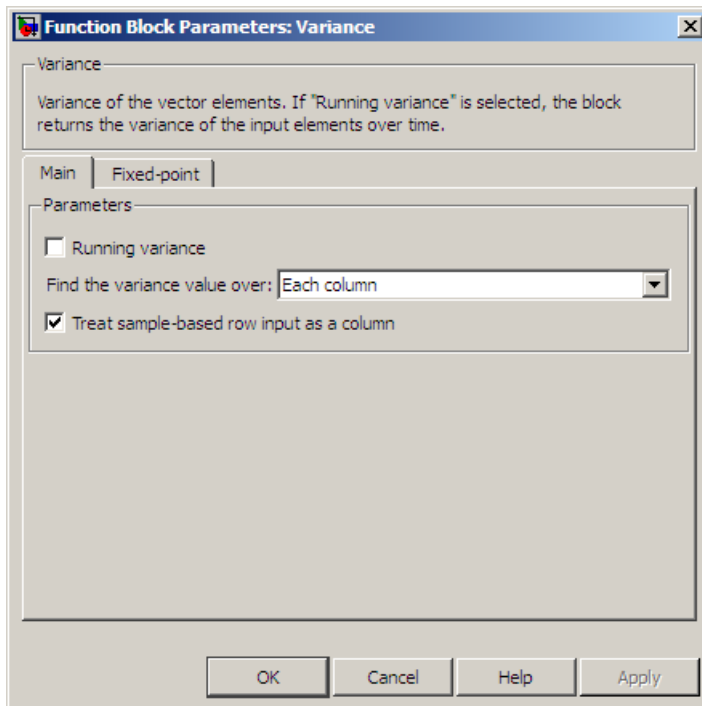 Function Block Parameters: Variance
Variance
Variance of the vector elements. If "Running variance" is selected, the block
returns the variance of the input elements over time.
Main Fixed-point
Parameters
Running variance
Find the variance value over: Each column
Treat sample-based row input as a column
OK Cancel Help Apply